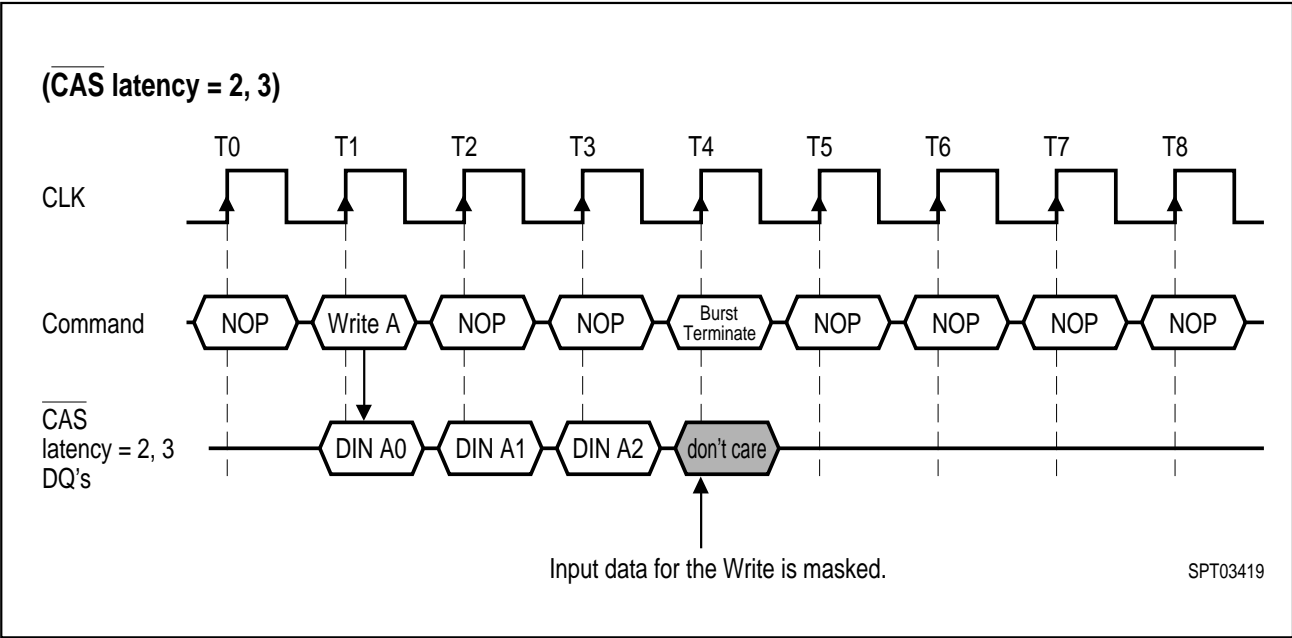 (CAS latency = 2, 3)
T0 T1 T2 T3 T4 T5 T6 T7 T8
CLK
Command NOP Write A NOP NOP Burst Terminate NOP NOP NOP NOP
CAS
latency = 2, 3
DQ's
DIN A0 DIN A1 DIN A2 don't care
Input data for the Write is masked.
SPT03419